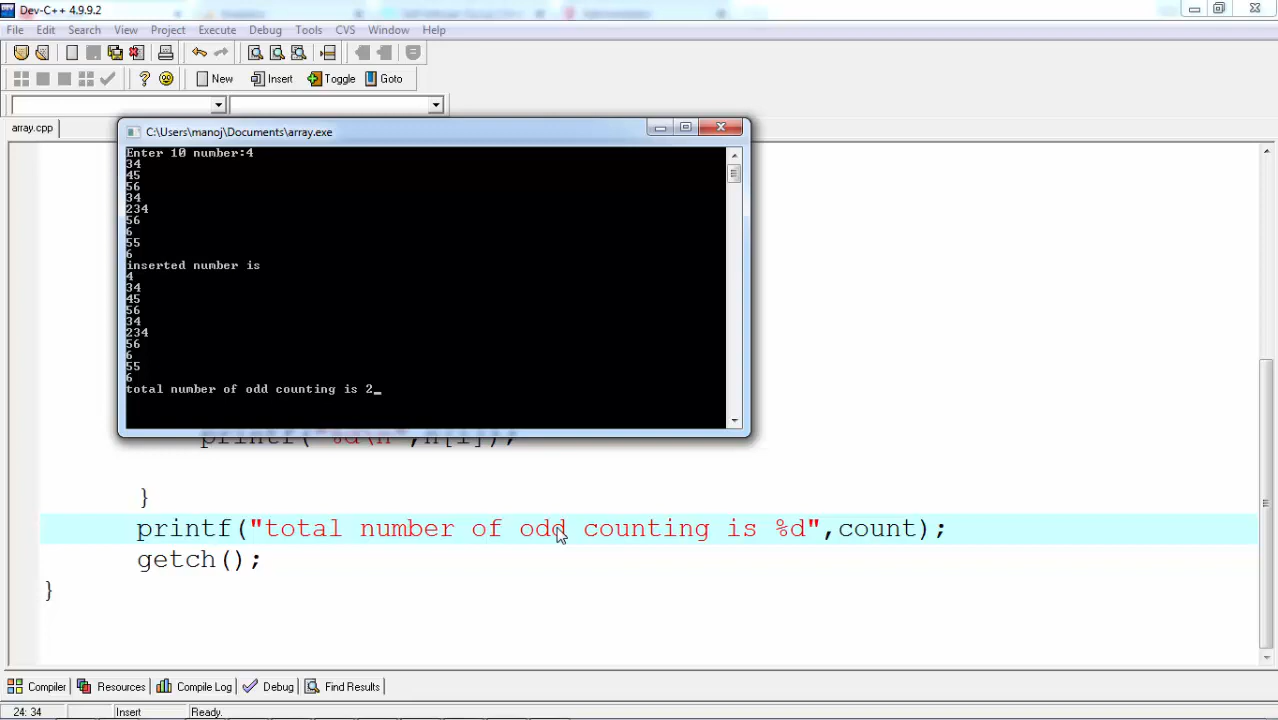 Dev-C++ 4.9.9.2
File Edit Search View Project Execute Debug Tools CVS Window Help
New Insert Toggle Goto
array.cpp
C:\Users\manoj\Documents\array.exe
Enter 10 number:4
34
45
56
34
234
56
6
55
6
inserted number is
4
34
45
56
34
234
56
6
55
6
total number of odd counting is 2_
printf("%d\n",n[i]);
}
printf("total number of odd counting is %d",count);
getch();
}
Compiler Resources Compile Log Debug Find Results
24: 34 Insert Ready.